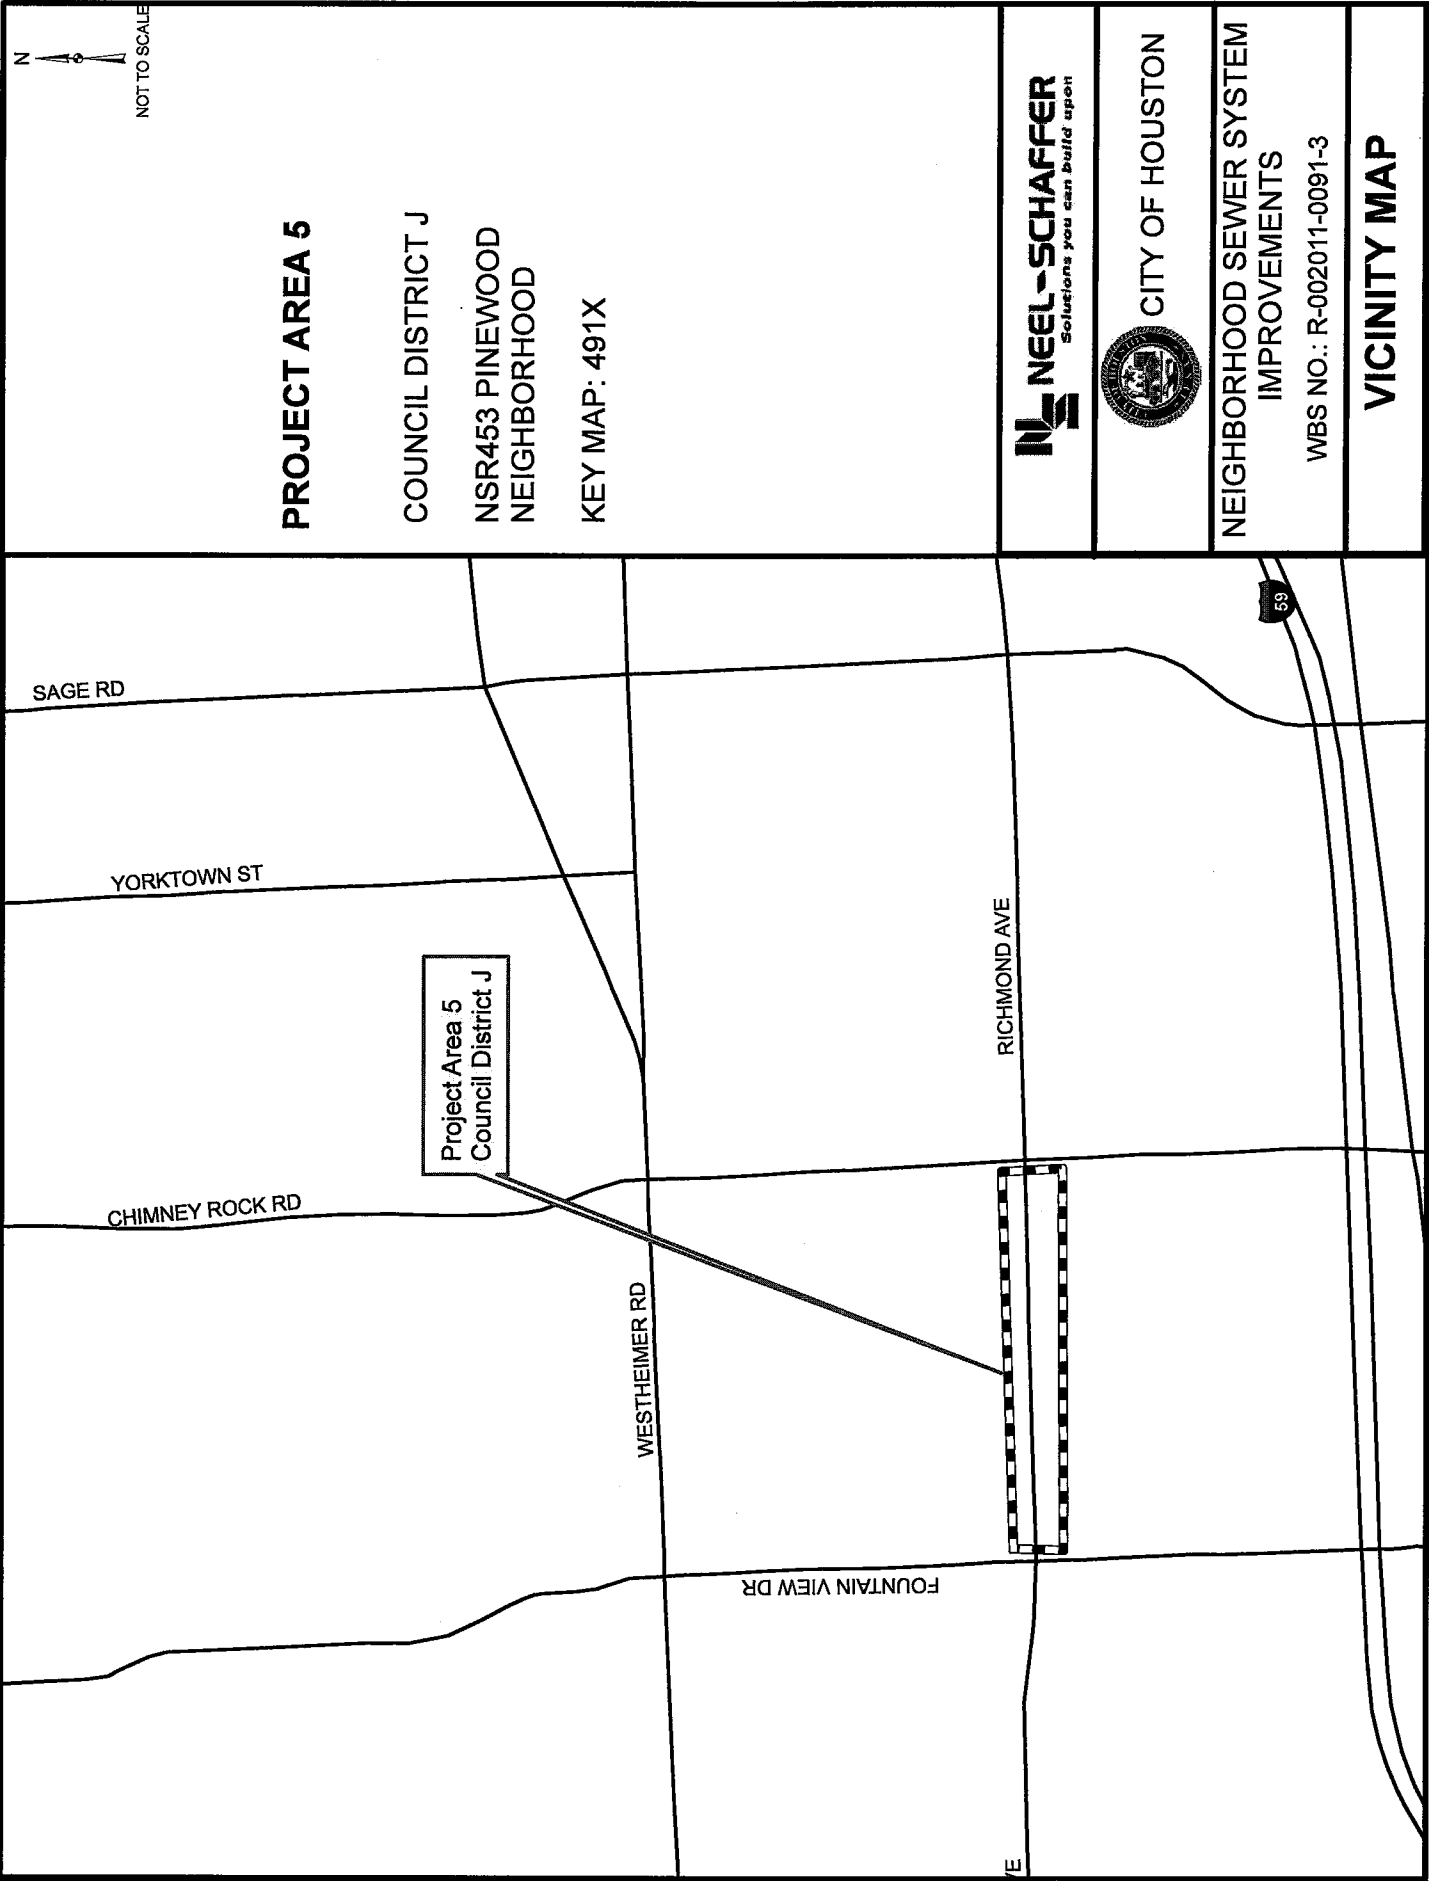 N
NOT TO SCALE
PROJECT AREA 5
COUNCIL DISTRICT J
NSR453 PINEWOOD
NEIGHBORHOOD
KEY MAP: 491X
NEEL-SCHAFFER
Solutions you can build upon
CITY OF HOUSTON
NEIGHBORHOOD SEWER SYSTEM
IMPROVEMENTS
WBS NO.: R-002011-0091-3
VICINITY MAP
SAGE RD
YORKTOWN ST
CHIMNEY ROCK RD
Project Area 5
Council District J
WESTHEIMER RD
RICHMOND AVE
FOUNTAIN VIEW DR
59
VE